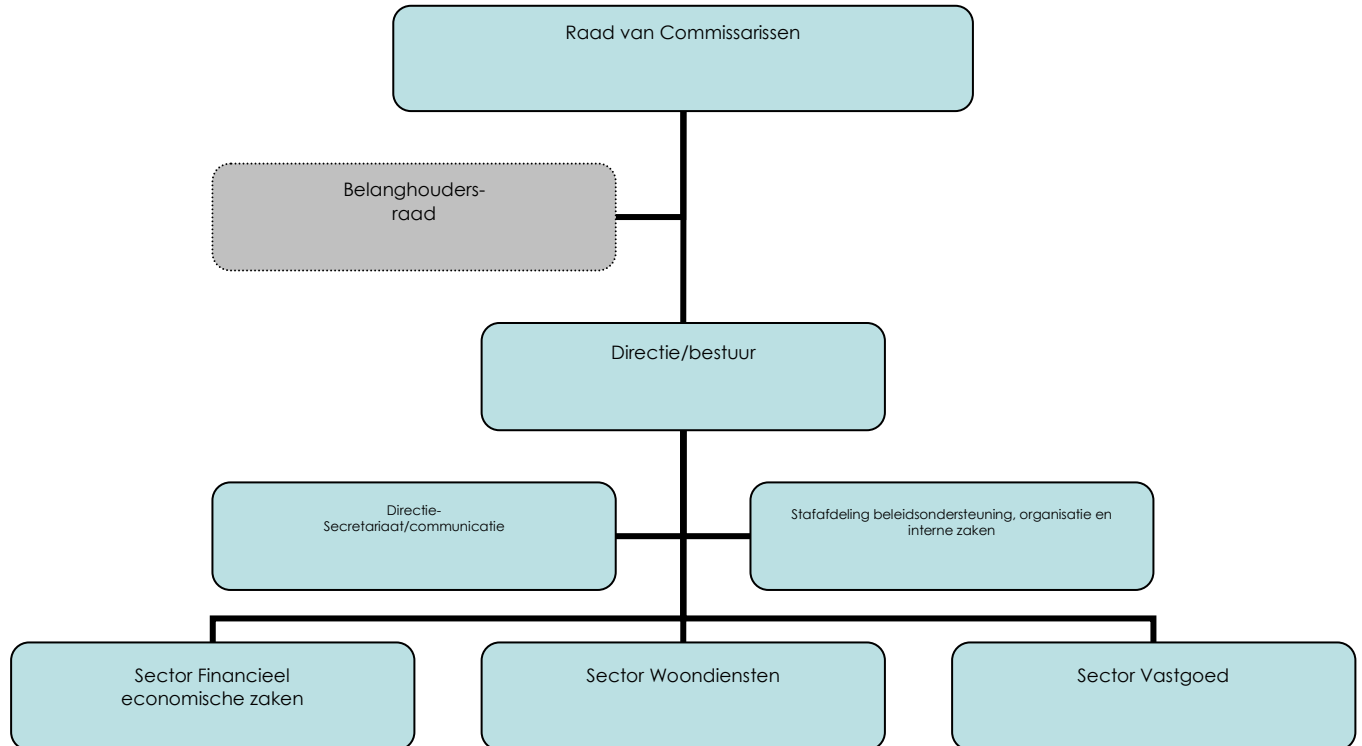 Raad van Commissarissen
Belanghouders-
raad
Directie/bestuur
Directie-
Secretariaat/communicatie
Stafafdeling beleidsondersteuning, organisatie en
interne zaken
Sector Financieel
economische zaken
Sector Woondiensten
Sector Vastgoed